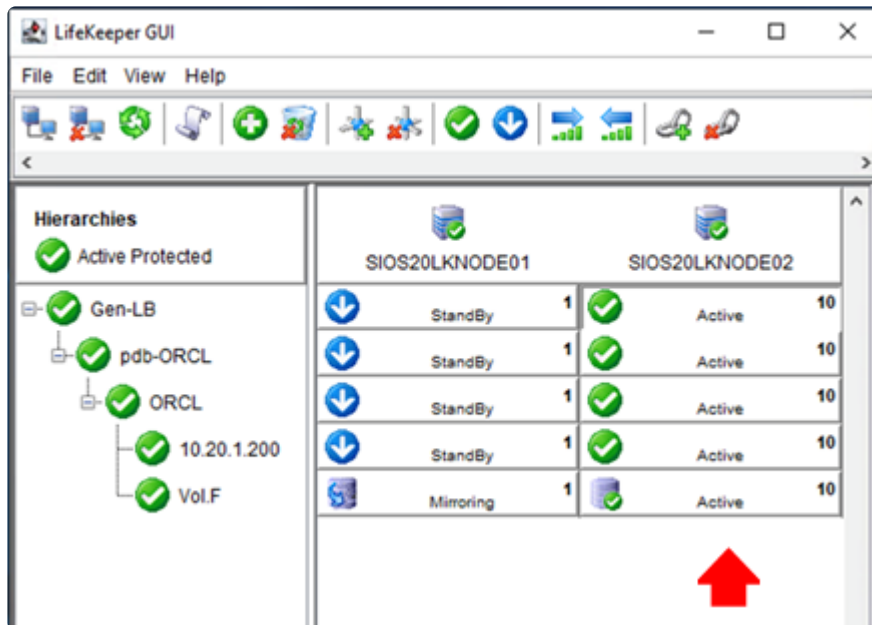 LifeKeeper GUI
File Edit View Help
Hierarchies
Active Protected
SIOS20LKNODE01 SIOS20LKNODE02
Gen-LB StandBy 1 Active 10
pdb-ORCL StandBy 1 Active 10
ORCL StandBy 1 Active 10
10.20.1.200 StandBy 1 Active 10
Vol.F Mirroring 1 Active 10